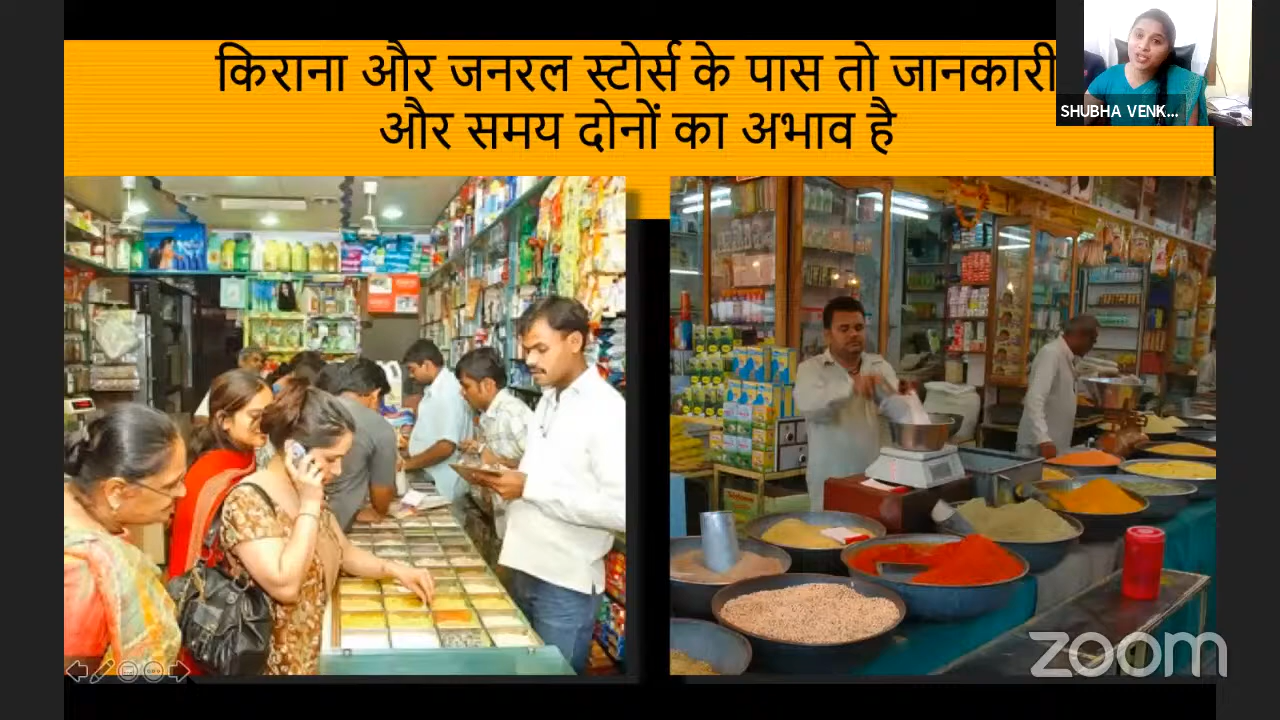 किराना और जनरल स्टोर्स के पास तो जानकारी
और समय दोनों का अभाव है
SHUBHA VENK...
zoom